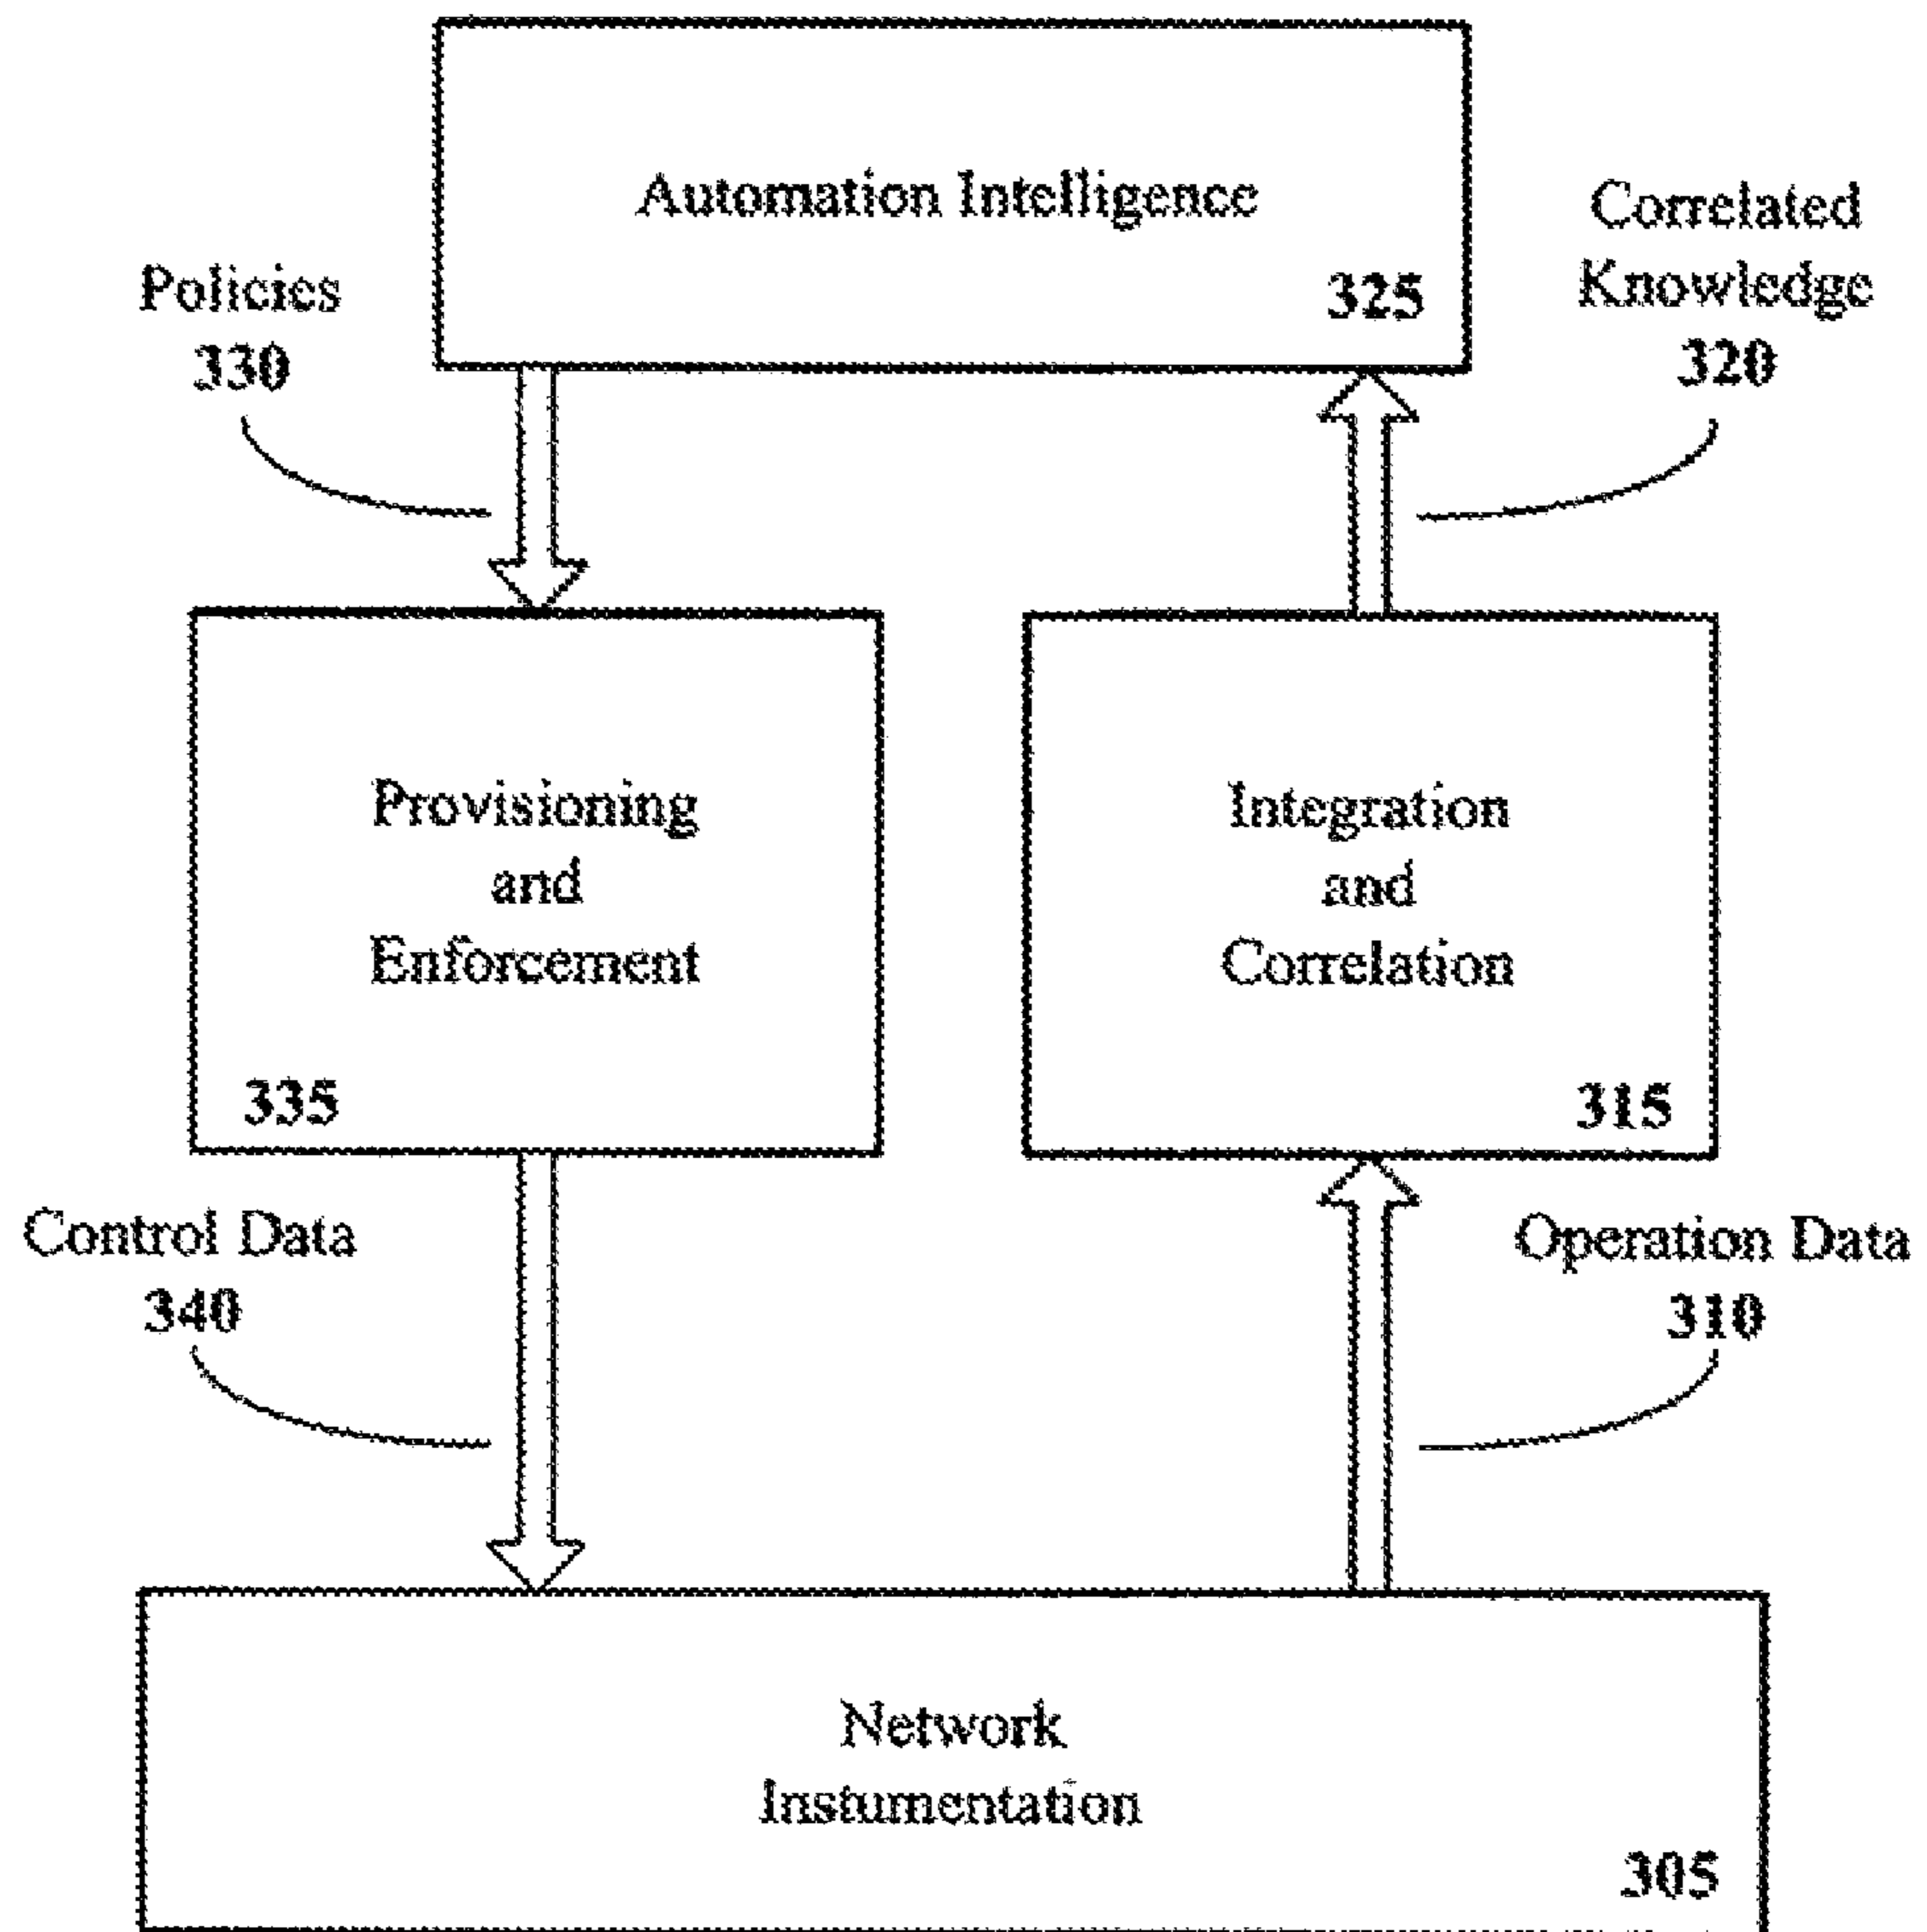 Automation Intelligence
325
Policies
330
Correlated
Knowledge
320
Provisioning
and
Enforcement
335
Integration
and
Correlation
315
Control Data
340
Operation Data
310
Network
Instumentation
305